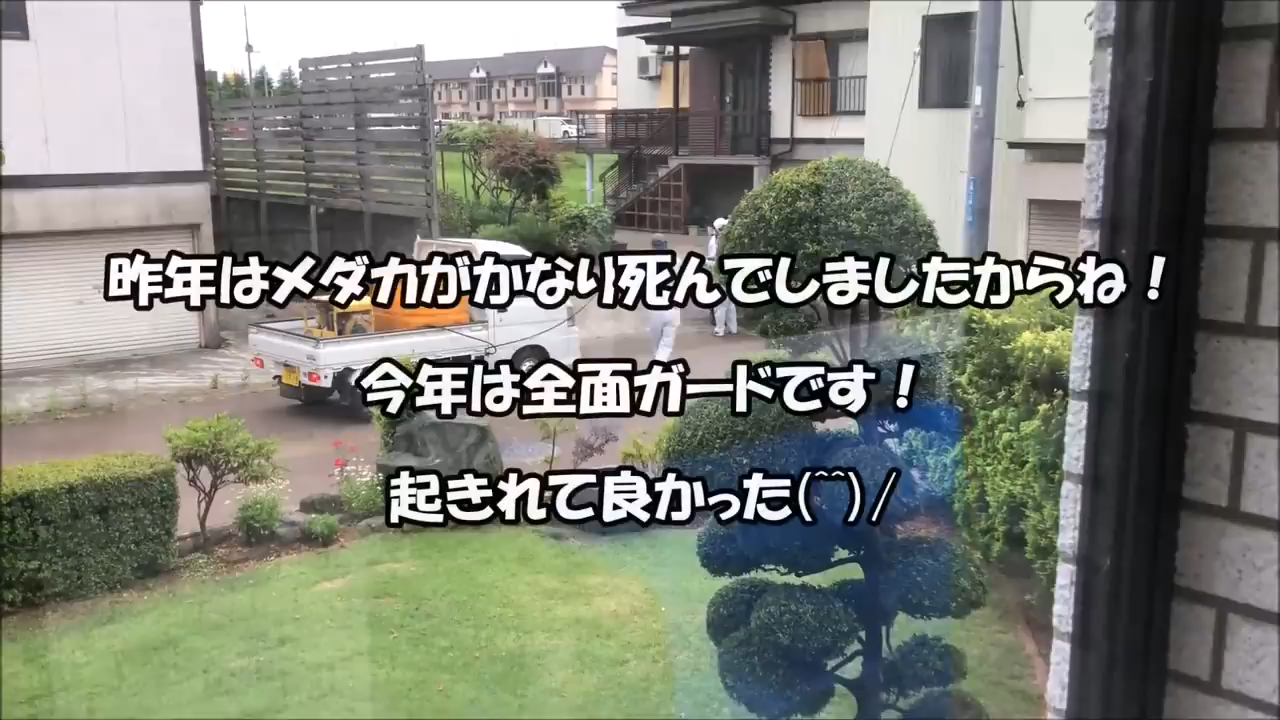 昨年はメダカがかなり死んでしましたからね！
今年は全面ガードです！
起きれて良かった(^^)/